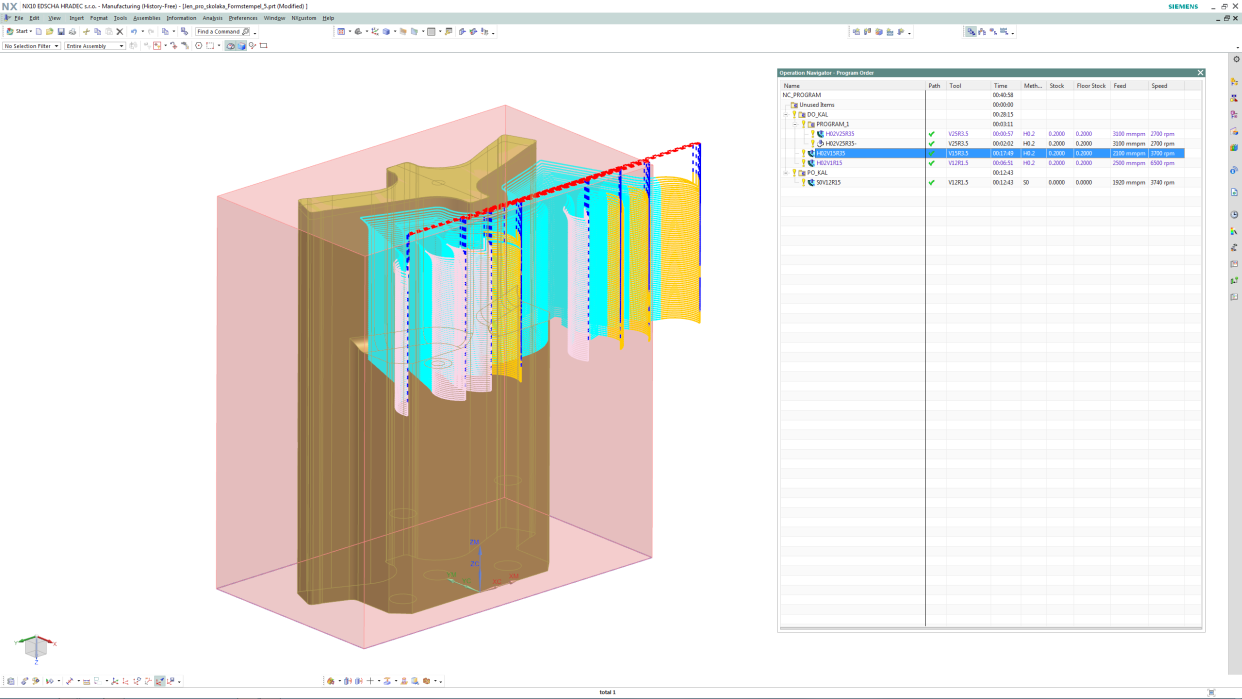 NX NX10 EDSCHA HRADEC s.r.o. - Manufacturing (History-Free) - [Jen_pro_skolaka_Formstempel_5.prt (Modified) ]
SIEMENS
File Edit View Insert Format Tools Assemblies Information Analysis Preferences Window NXkustom Help
Start Find a Command
No Selection Filter Entire Assembly
Operation Navigator - Program Order
Name Path Tool Time Meth... Stock Floor Stock Feed Speed
NC_PROGRAM 00:40:58
Unused Items 00:00:00
DO_KAL 00:28:15
PROGRAM_1 00:03:11
H02V25R35 V25R3.5 00:00:57 H0.2 0.2000 0.2000 3100 mmpm 2700 rpm
H02V25R35- V25R3.5 00:02:02 H0.2 0.2000 0.2000 3100 mmpm 2700 rpm
H02V15R35 V15R3.5 00:17:49 H0.2 0.2000 0.2000 2100 mmpm 3700 rpm
H02V1R15 V12R1.5 00:06:51 H0.2 0.2000 0.2000 2500 mmpm 6500 rpm
PO_KAL 00:12:43
S0V12R15 V12R1.5 00:12:43 S0 0.0000 0.0000 1920 mmpm 3740 rpm
ZM
ZC
Y X
Z
total 1